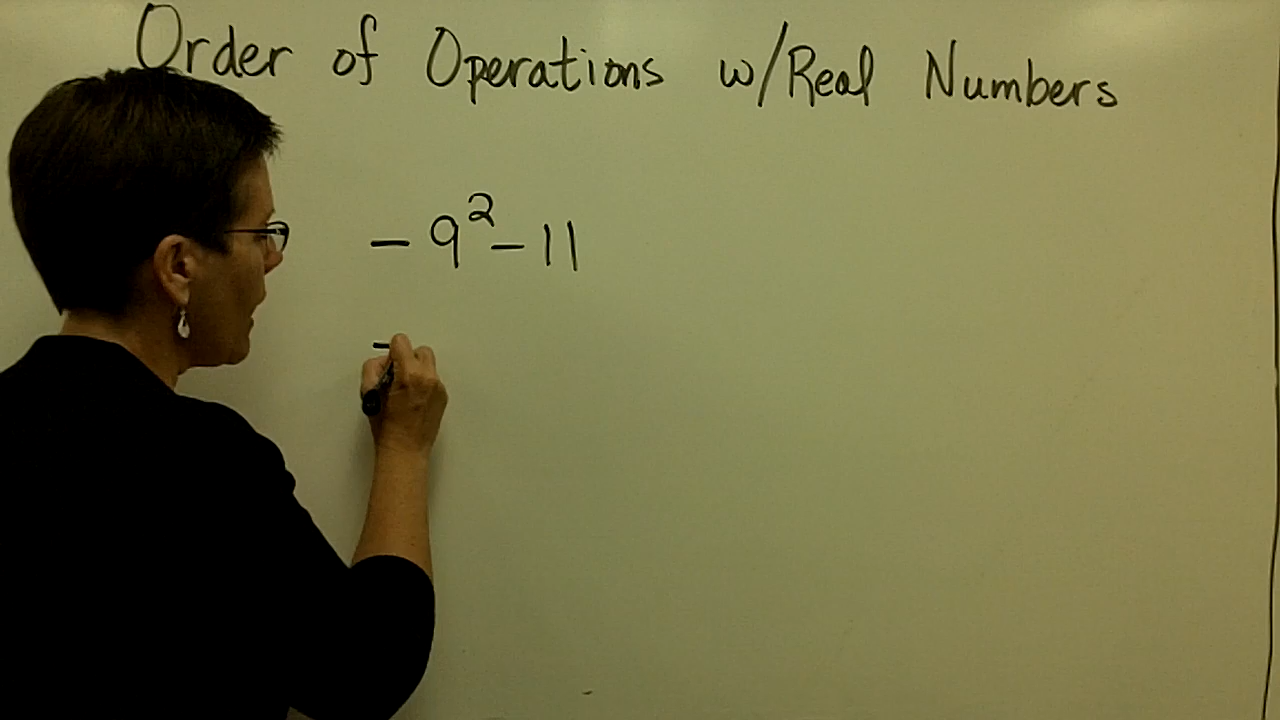 Order of Operations w/Real Numbers
- 9² - 11
-